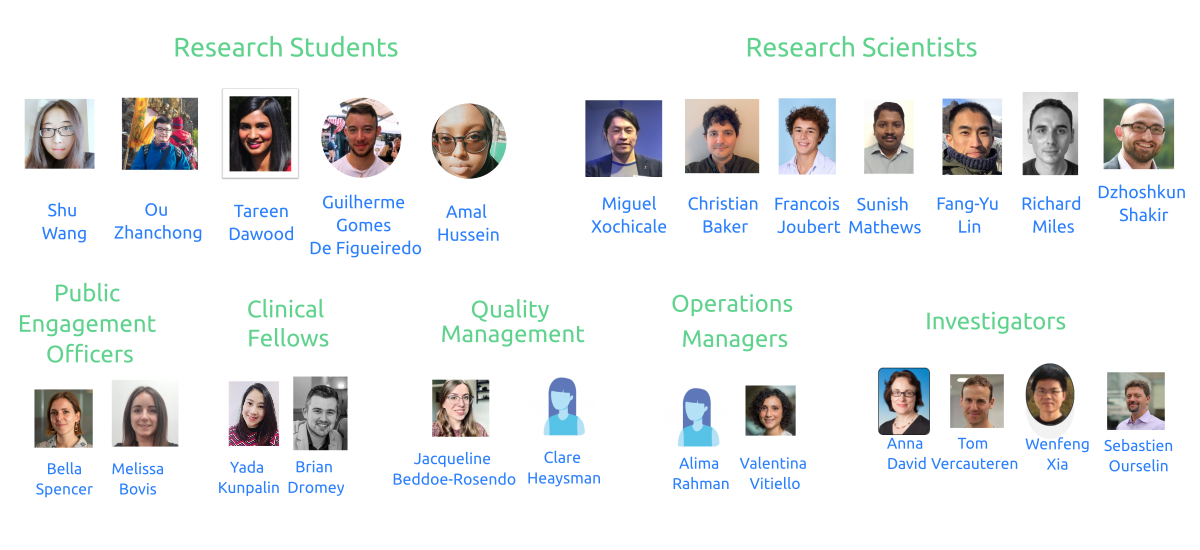 Research Students
Research Scientists
Shu
Wang
Ou
Zhanchong
Tareen
Dawood
Guilherme
Gomes
De Figueiredo
Amal
Hussein
Miguel
Xochicale
Christian
Baker
Francois
Joubert
Sunish
Mathews
Fang-Yu
Lin
Richard
Miles
Dzhoshkun
Shakir
Public
Engagement
Officers
Clinical
Fellows
Quality
Management
Operations
Managers
Investigators
Bella
Spencer
Melissa
Bovis
Yada
Kunpalin
Brian
Dromey
Jacqueline
Beddoe-Rosendo
Clare
Heaysman
Alima
Rahman
Valentina
Vitiello
Anna
David
Tom
Vercauteren
Wenfeng
Xia
Sebastien
Ourselin